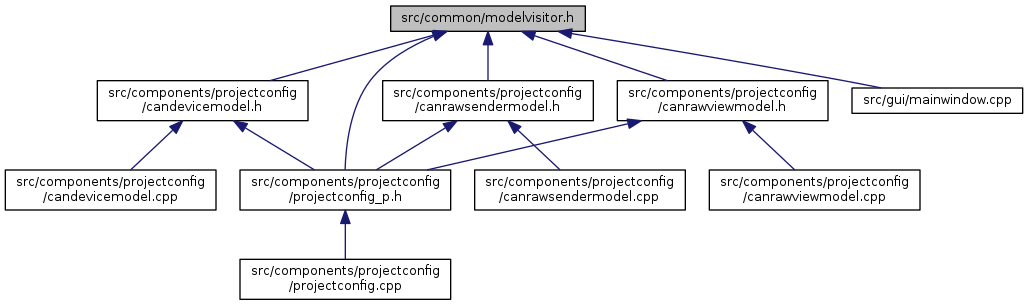 src/common/modelvisitor.h
src/components/projectconfig
/candevicemodel.h
src/components/projectconfig
/canrawsendermodel.h
src/components/projectconfig
/canrawviewmodel.h
src/gui/mainwindow.cpp
src/components/projectconfig
/candevicemodel.cpp
src/components/projectconfig
/projectconfig_p.h
src/components/projectconfig
/canrawsendermodel.cpp
src/components/projectconfig
/canrawviewmodel.cpp
src/components/projectconfig
/projectconfig.cpp